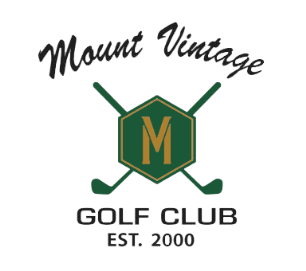 Mount Vintage
M
GOLF CLUB
EST. 2000